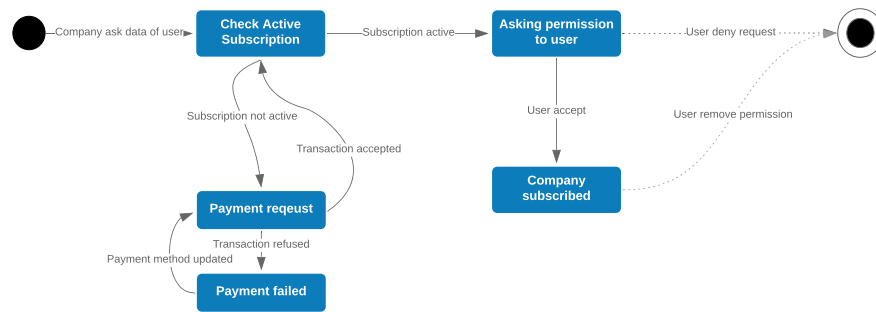 Company ask data of user
Check Active
Subscription
Subscription active
Asking permission
to user
User deny request
Subscription not active
User accept
User remove permission
Transaction accepted
Company
subscribed
Payment reqeust
Transaction refused
Payment method updated
Payment failed